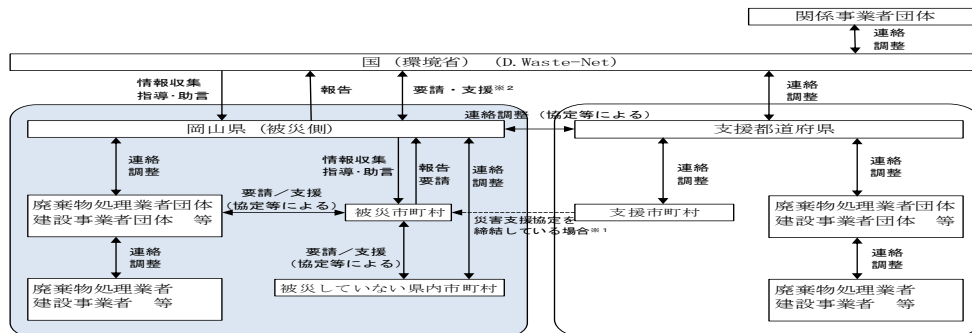 関係事業者団体
連絡
調整
国 (環境省) (D. Waste-Net)
情報収集
指導・助言
報告
要請・支援※2
連絡
調整
連絡調整 (協定等による)
岡山県 (被災側)
支援都道府県
連絡
調整
情報収集
指導・助言
報告
要請
連絡
調整
連絡
調整
連絡
調整
廃棄物処理業者団体
建設事業者団体 等
要請/支援
(協定等による)
被災市町村
災害支援協定を
締結している場合※1
支援市町村
廃棄物処理業者団体
建設事業者団体 等
連絡
調整
要請/支援
(協定等による)
連絡
調整
廃棄物処理業者
建設事業者 等
被災していない県内市町村
廃棄物処理業者
建設事業者 等